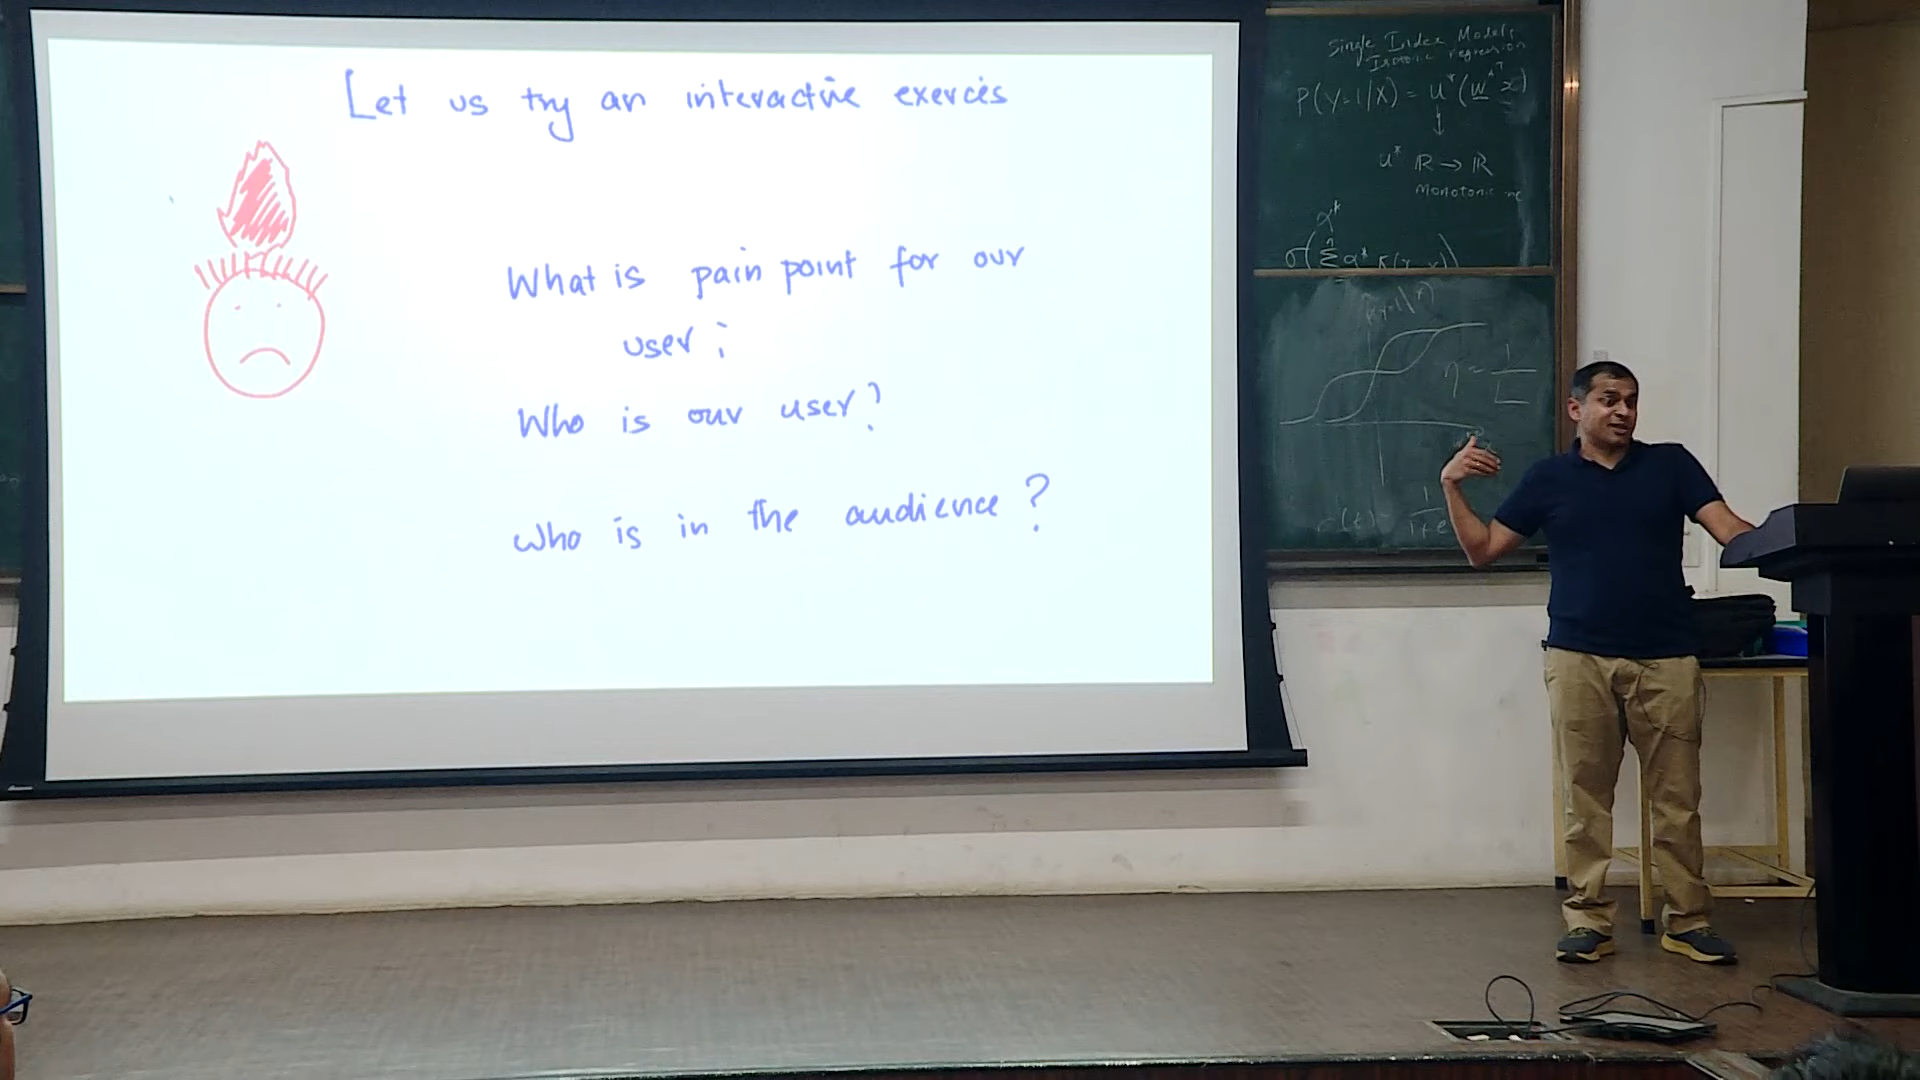 Let us try an interactive exercis
What is pain point for our
user ;
Who is our user?
Who is in the audience ?
Single Index Models
Isotonic regression
P(Y=1/X) = u*(w*ᵀx)
↓
u* ℝ → ℝ
Monotonic